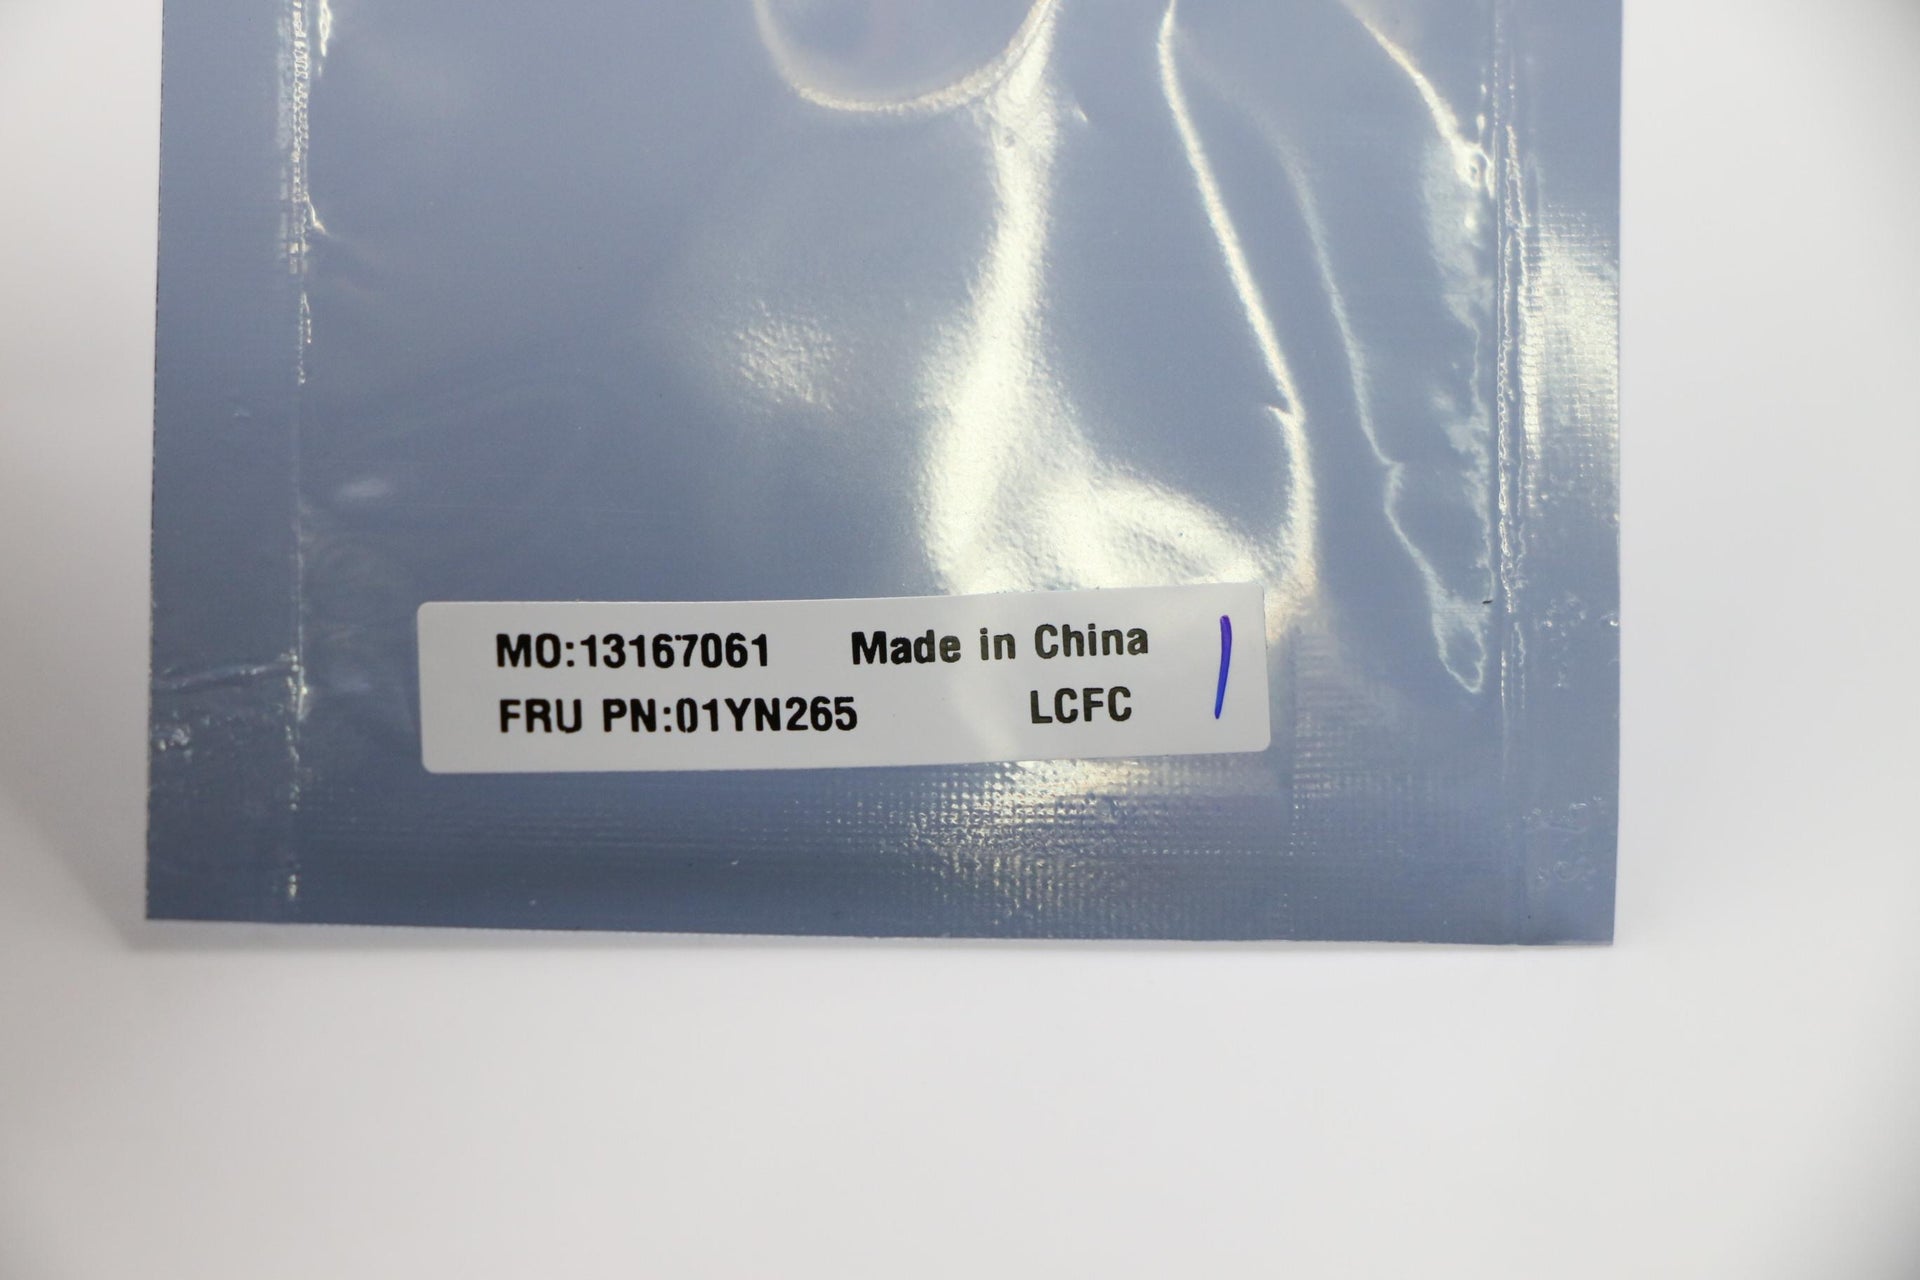 MO:13167061 Made in China
FRU PN:01YN265 LCFC